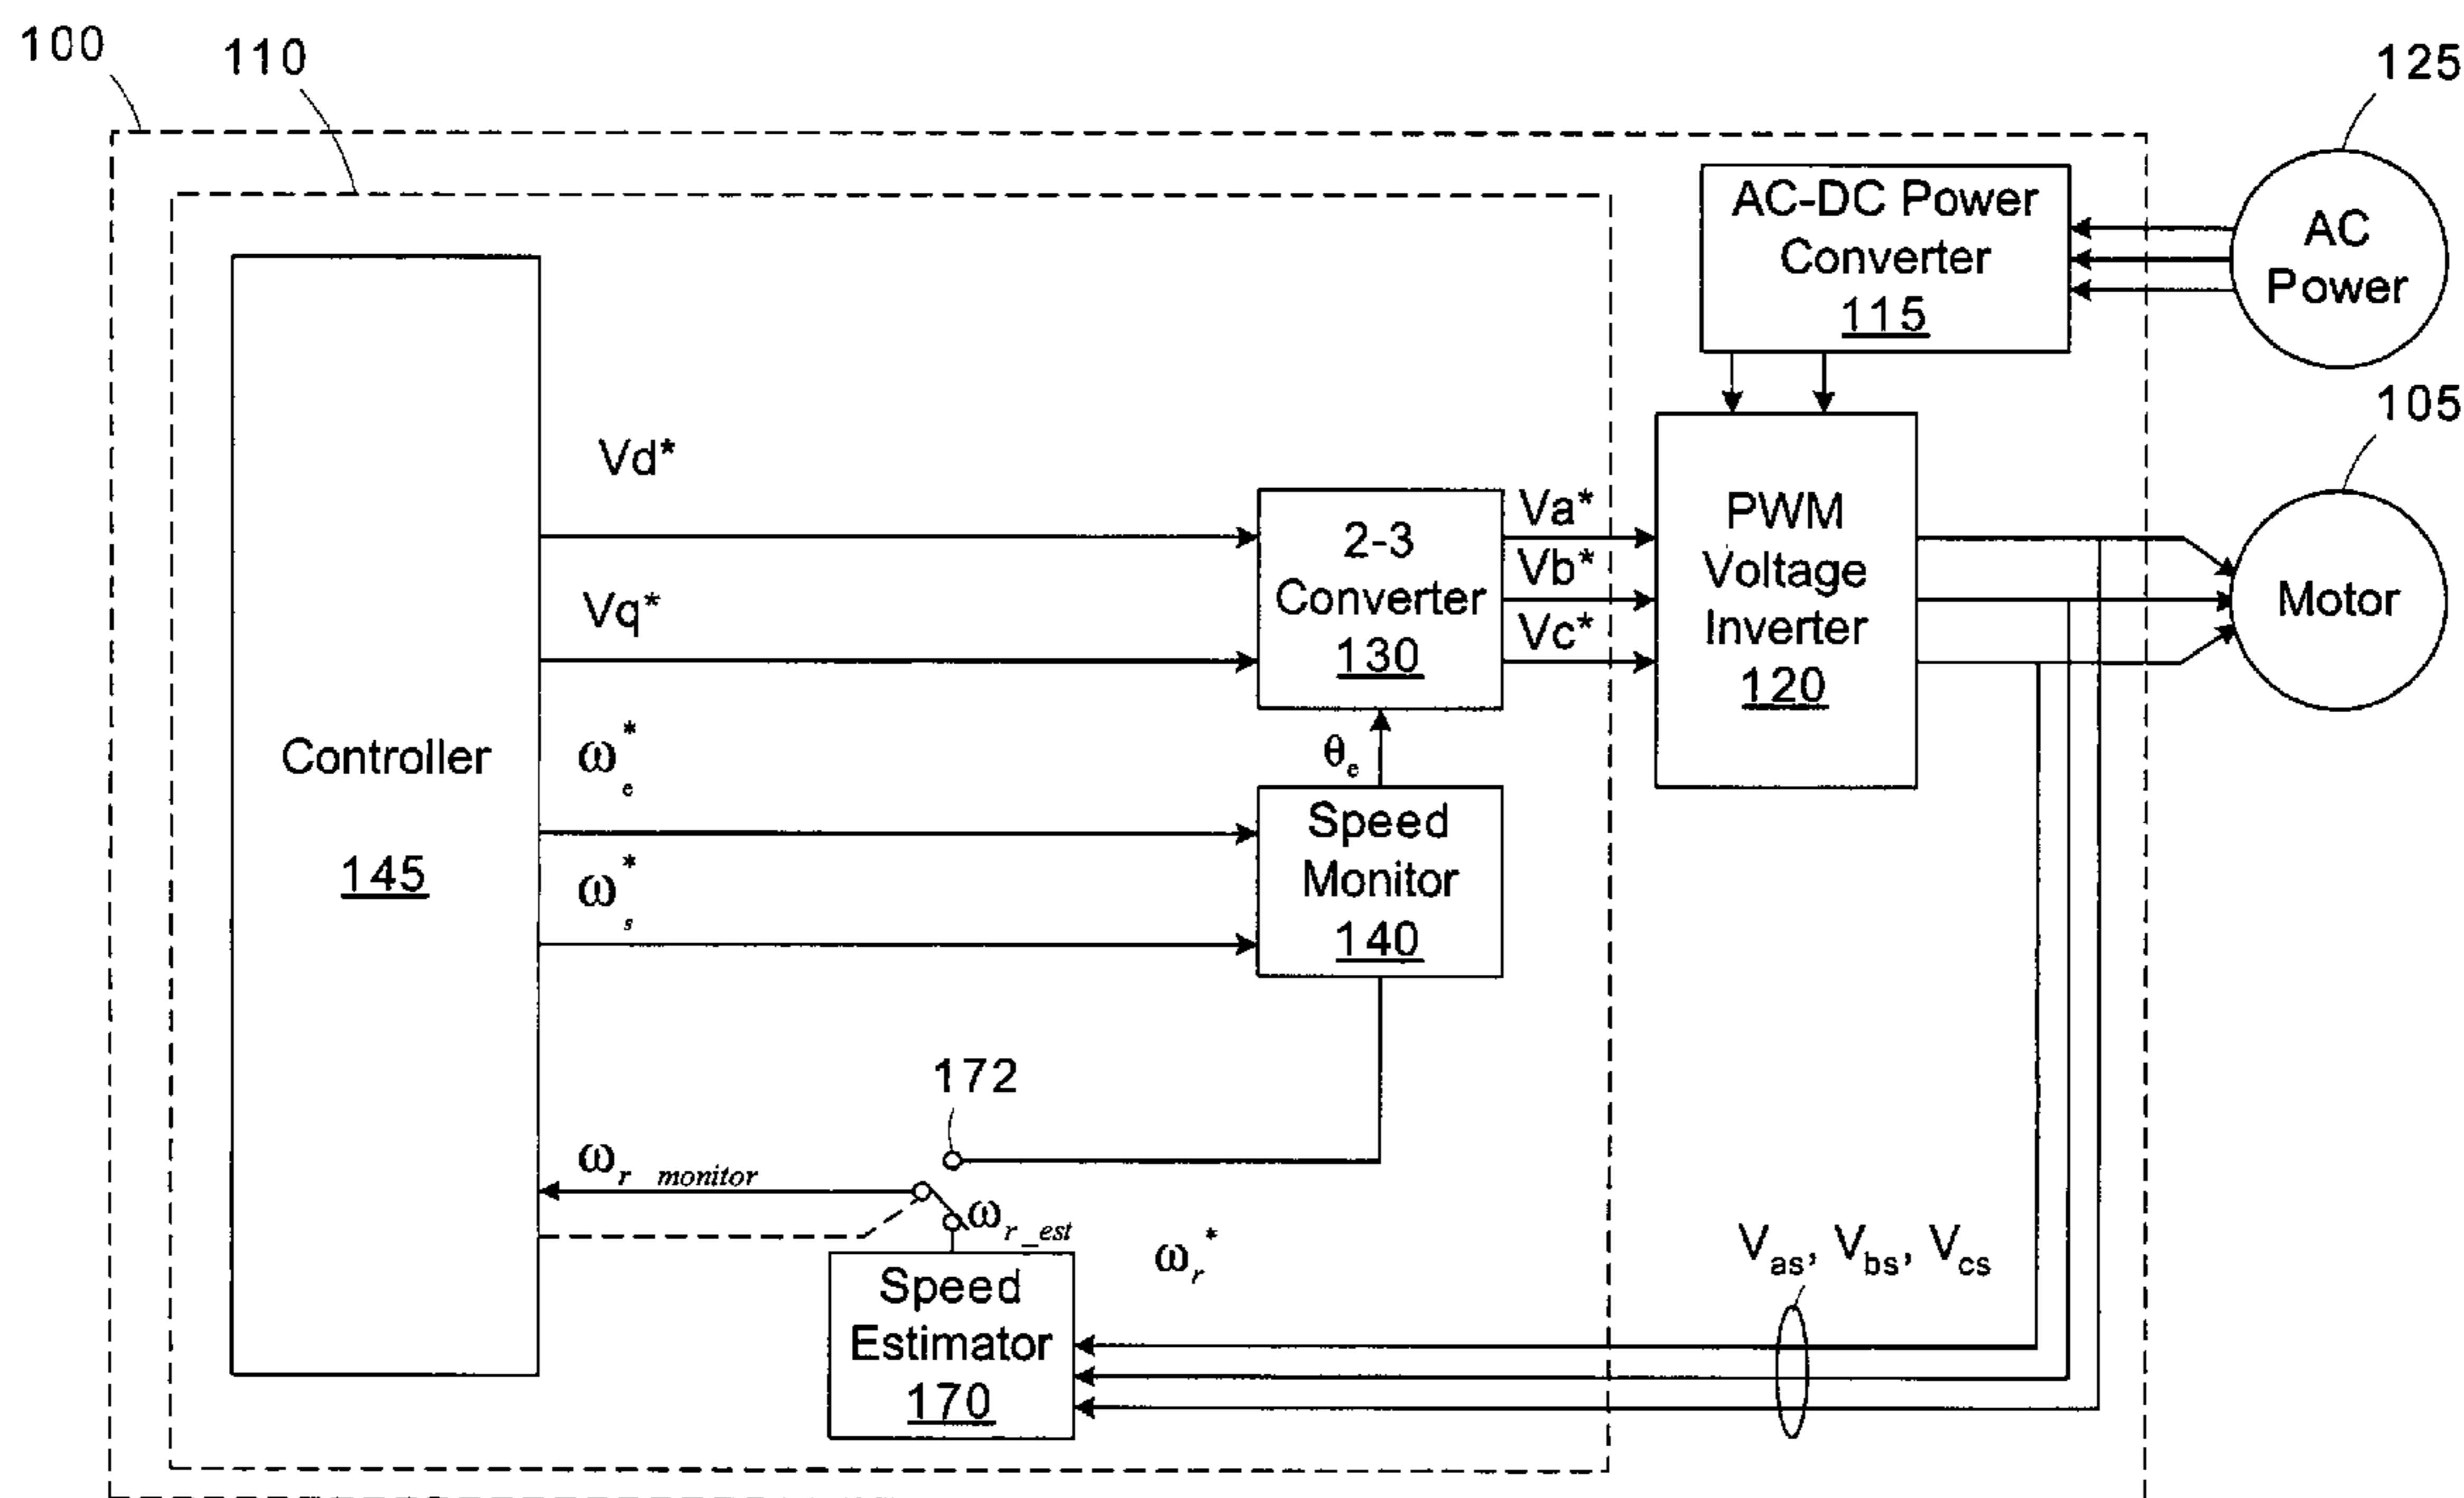 100
110
125
AC-DC Power
Converter
115
AC
Power
105
Vd*
Vq*
2-3
Converter
130
Va*
Vb*
Vc*
PWM
Voltage
Inverter
120
Motor
Controller
145
ωe*
ωs*
θe
Speed
Monitor
140
172
ωr monitor
ωr_est
ωr*
Speed
Estimator
170
Vas, Vbs, Vcs